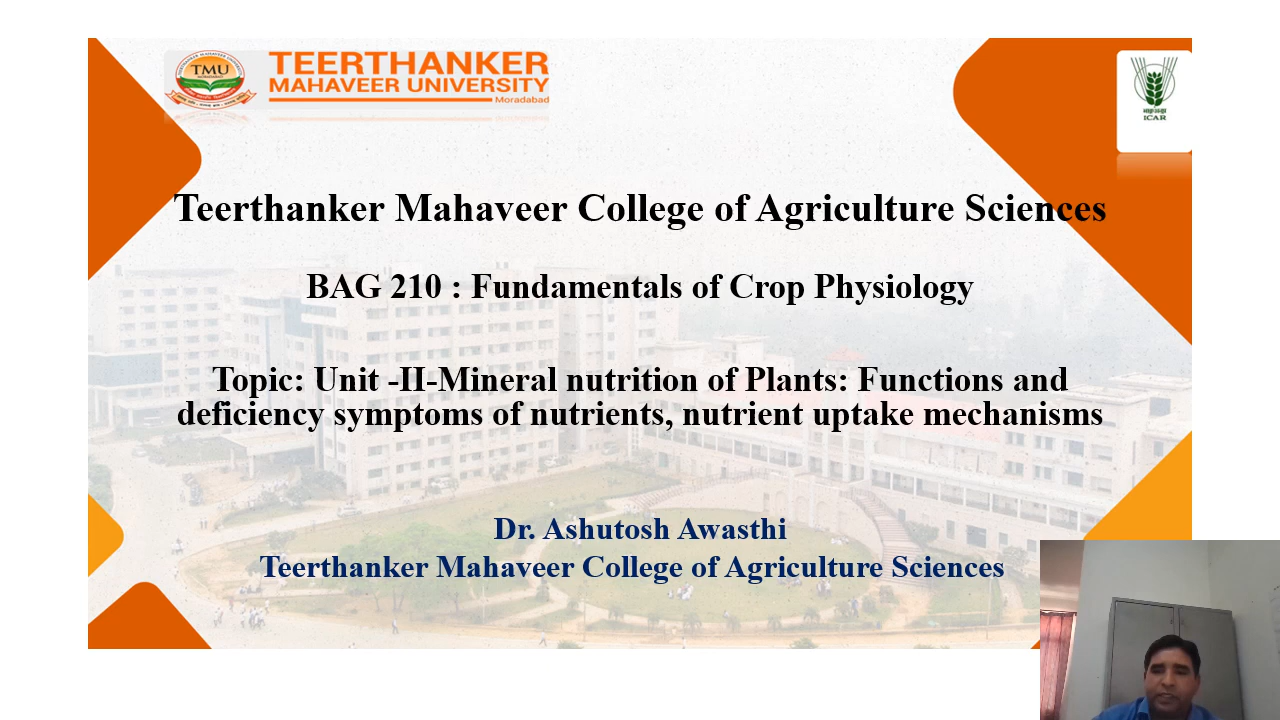 TMU
TEERTHANKER
MAHAVEER UNIVERSITY
Moradabad
ICAR
Teerthanker Mahaveer College of Agriculture Sciences
BAG 210 : Fundamentals of Crop Physiology
Topic: Unit -II-Mineral nutrition of Plants: Functions and
deficiency symptoms of nutrients, nutrient uptake mechanisms
Dr. Ashutosh Awasthi
Teerthanker Mahaveer College of Agriculture Sciences